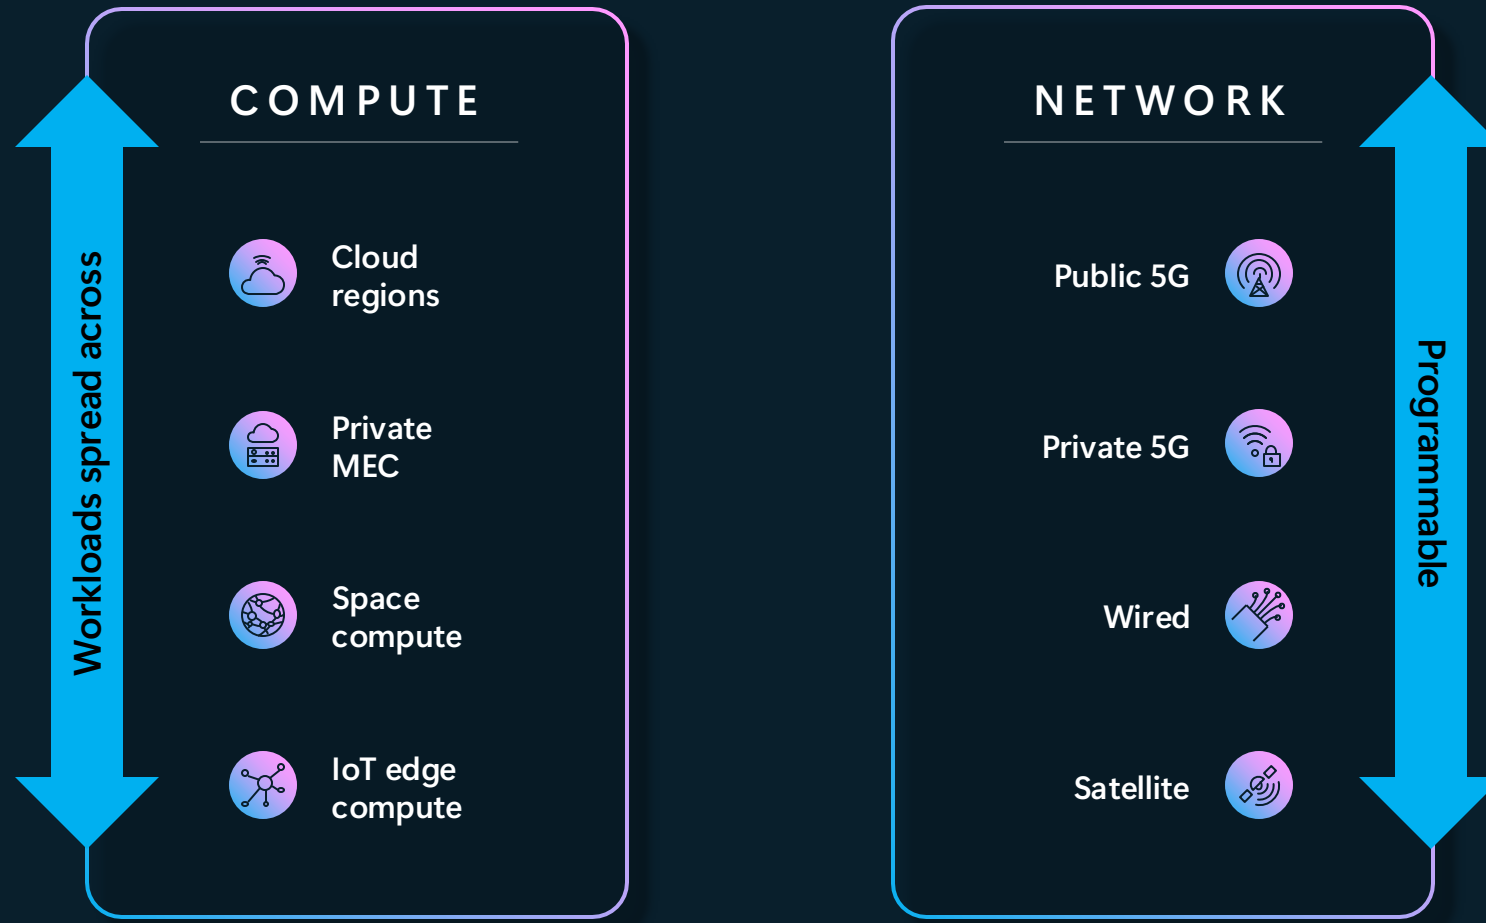 COMPUTE
Workloads spread across
Cloud
regions
Private
MEC
Space
compute
IoT edge
compute
NETWORK
Public 5G
Private 5G
Wired
Satellite
Programmable